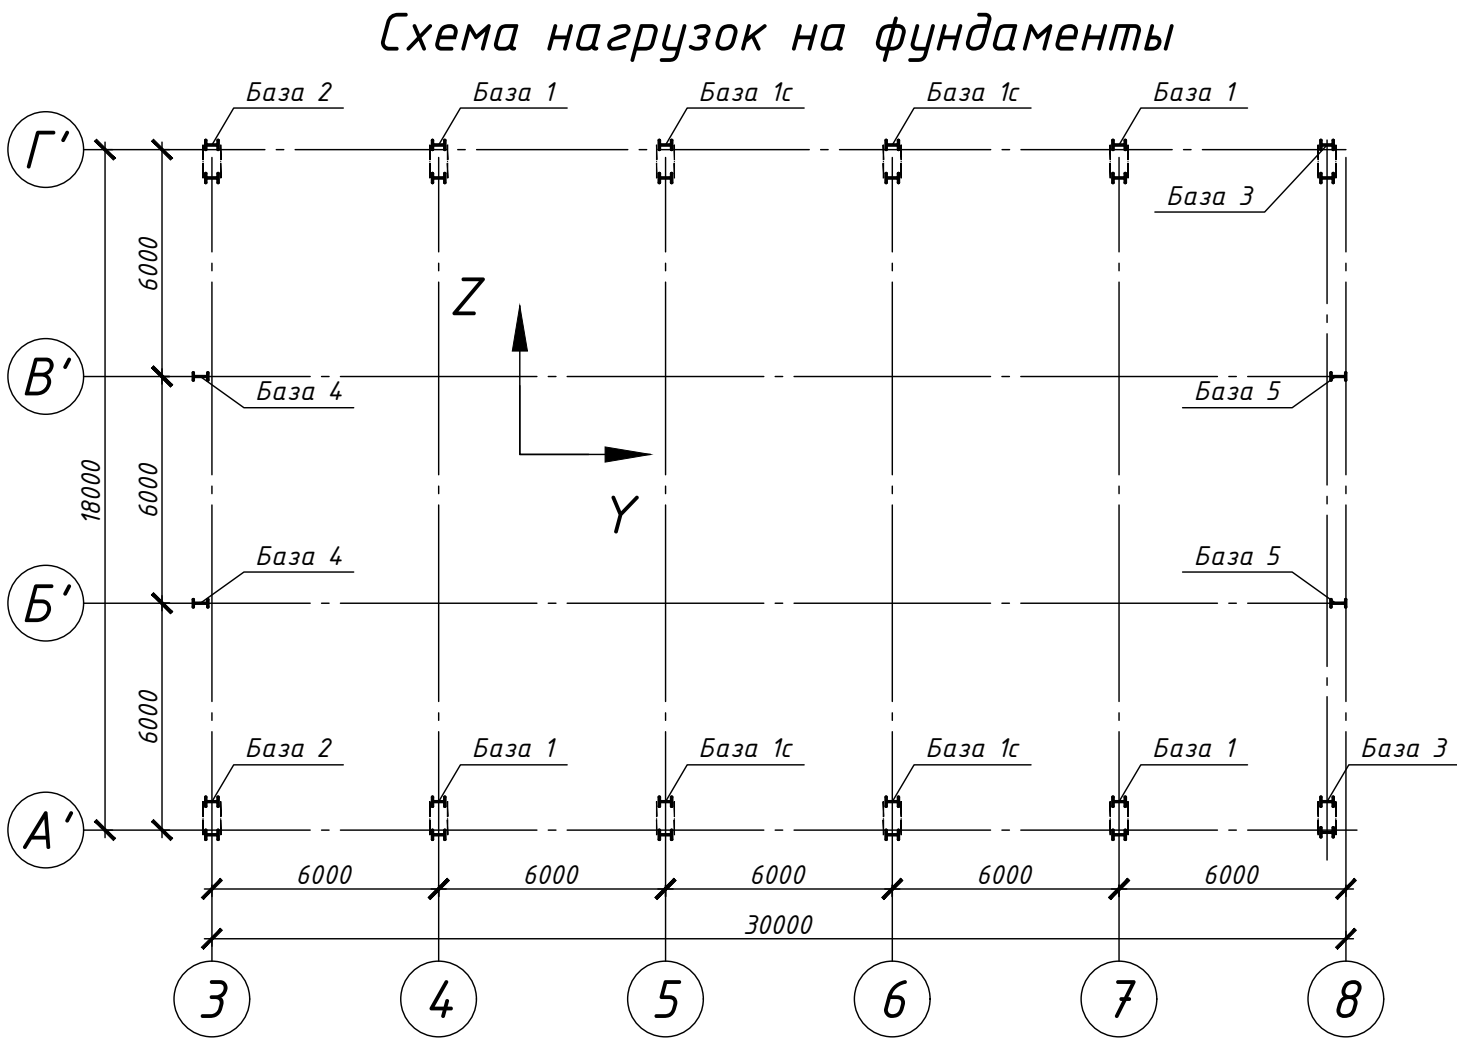 Схема нагрузок на фундаменты
База 2
База 1
База 1с
База 1с
База 1
Г'
База 3
6000
Z
В'
База 4
База 5
18000
6000
Y
База 4
База 5
Б'
6000
База 2
База 1
База 1с
База 1с
База 1
База 3
А'
6000
6000
6000
6000
6000
30000
3
4
5
6
7
8